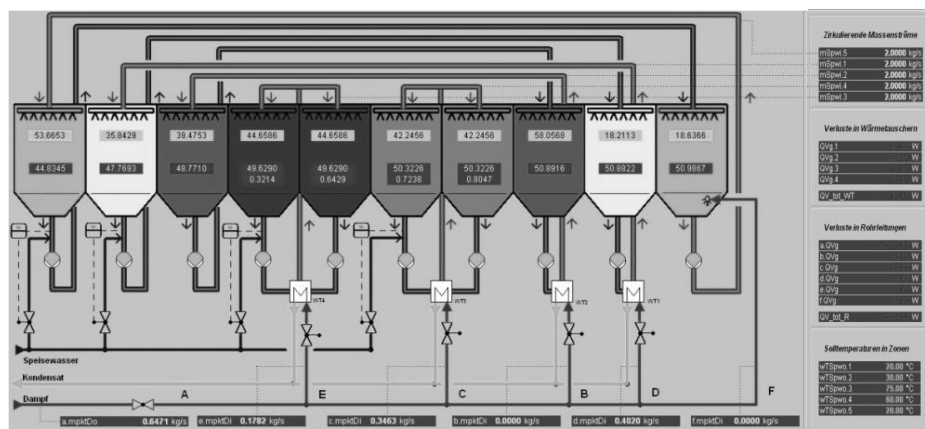 Zirkulierende Massenströme
mSpwi.5 2.0000 kg/s
mSpwi.1 2.0000 kg/s
mSpwi.2 2.0000 kg/s
mSpwi.4 2.0000 kg/s
mSpwi.3 2.0000 kg/s
53.6653 35.8429 39.4753 44.6586 44.6586 42.2456 42.2456 58.0568 18.2113 18.6386
44.8345 47.7693 48.7710 49.6290 49.6290 50.3226 50.3226 50.8916 50.9822 50.9867
0.3214 0.6429 0.7238 0.8047
Verluste in Wärmetauschern
QVg.1 W
QVg.2 W
QVg.3 W
QVg.4 W
QV_tot_WT W
Verluste in Rohrleitungen
a.QVg W
b.QVg W
c.QVg W
d.QVg W
e.QVg W
f.QVg W
QV_tot_R W
WT4 WT3 WT2 WT1
Solltemperaturen in Zonen
wTSpwo.1 20.00 °C
wTSpwo.2 30.00 °C
wTSpwo.3 75.00 °C
wTSpwo.4 60.00 °C
wTSpwo.5 20.00 °C
Speisewasser
Kondensat
A E C B D F
Dampf
a.mpktDo 0.6471 kg/s e.mpktDi 0.1782 kg/s c.mpktDi 0.3463 kg/s b.mpktDi 0.0000 kg/s d.mpktDi 0.4020 kg/s f.mpktDi 0.0000 kg/s